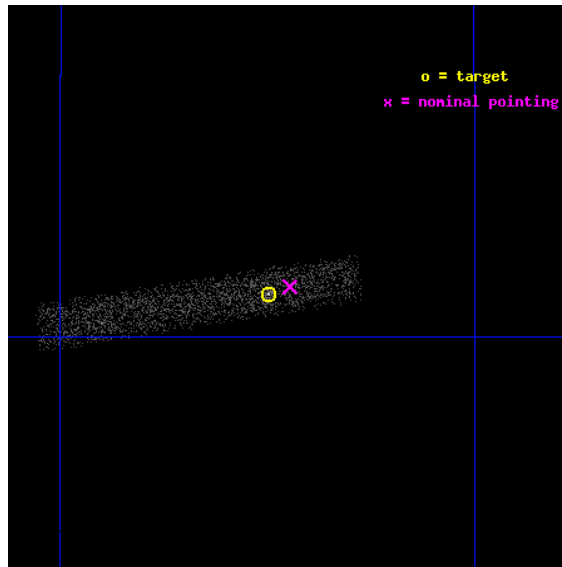 o = target
x = nominal pointing